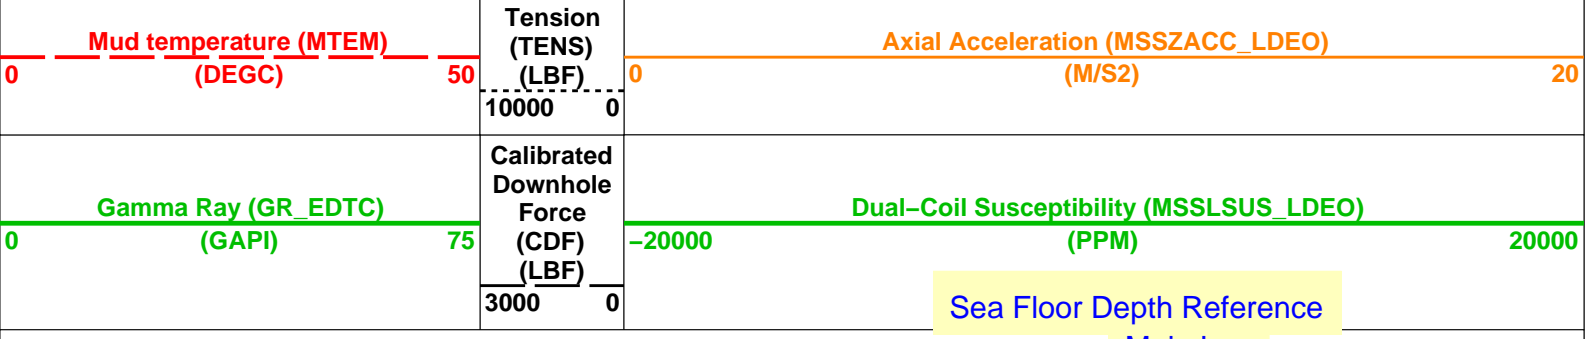 Mud temperature (MTEM)
0 (DEGC) 50
Tension
(TENS)
(LBF)
10000 0
Axial Acceleration (MSSZACC_LDEO)
0 (M/S2) 20
Gamma Ray (GR_EDTC)
0 (GAPI) 75
Calibrated
Downhole
Force
(CDF)
(LBF)
3000 0
Dual−Coil Susceptibility (MSSLSUS_LDEO)
−20000 (PPM) 20000
Sea Floor Depth Reference